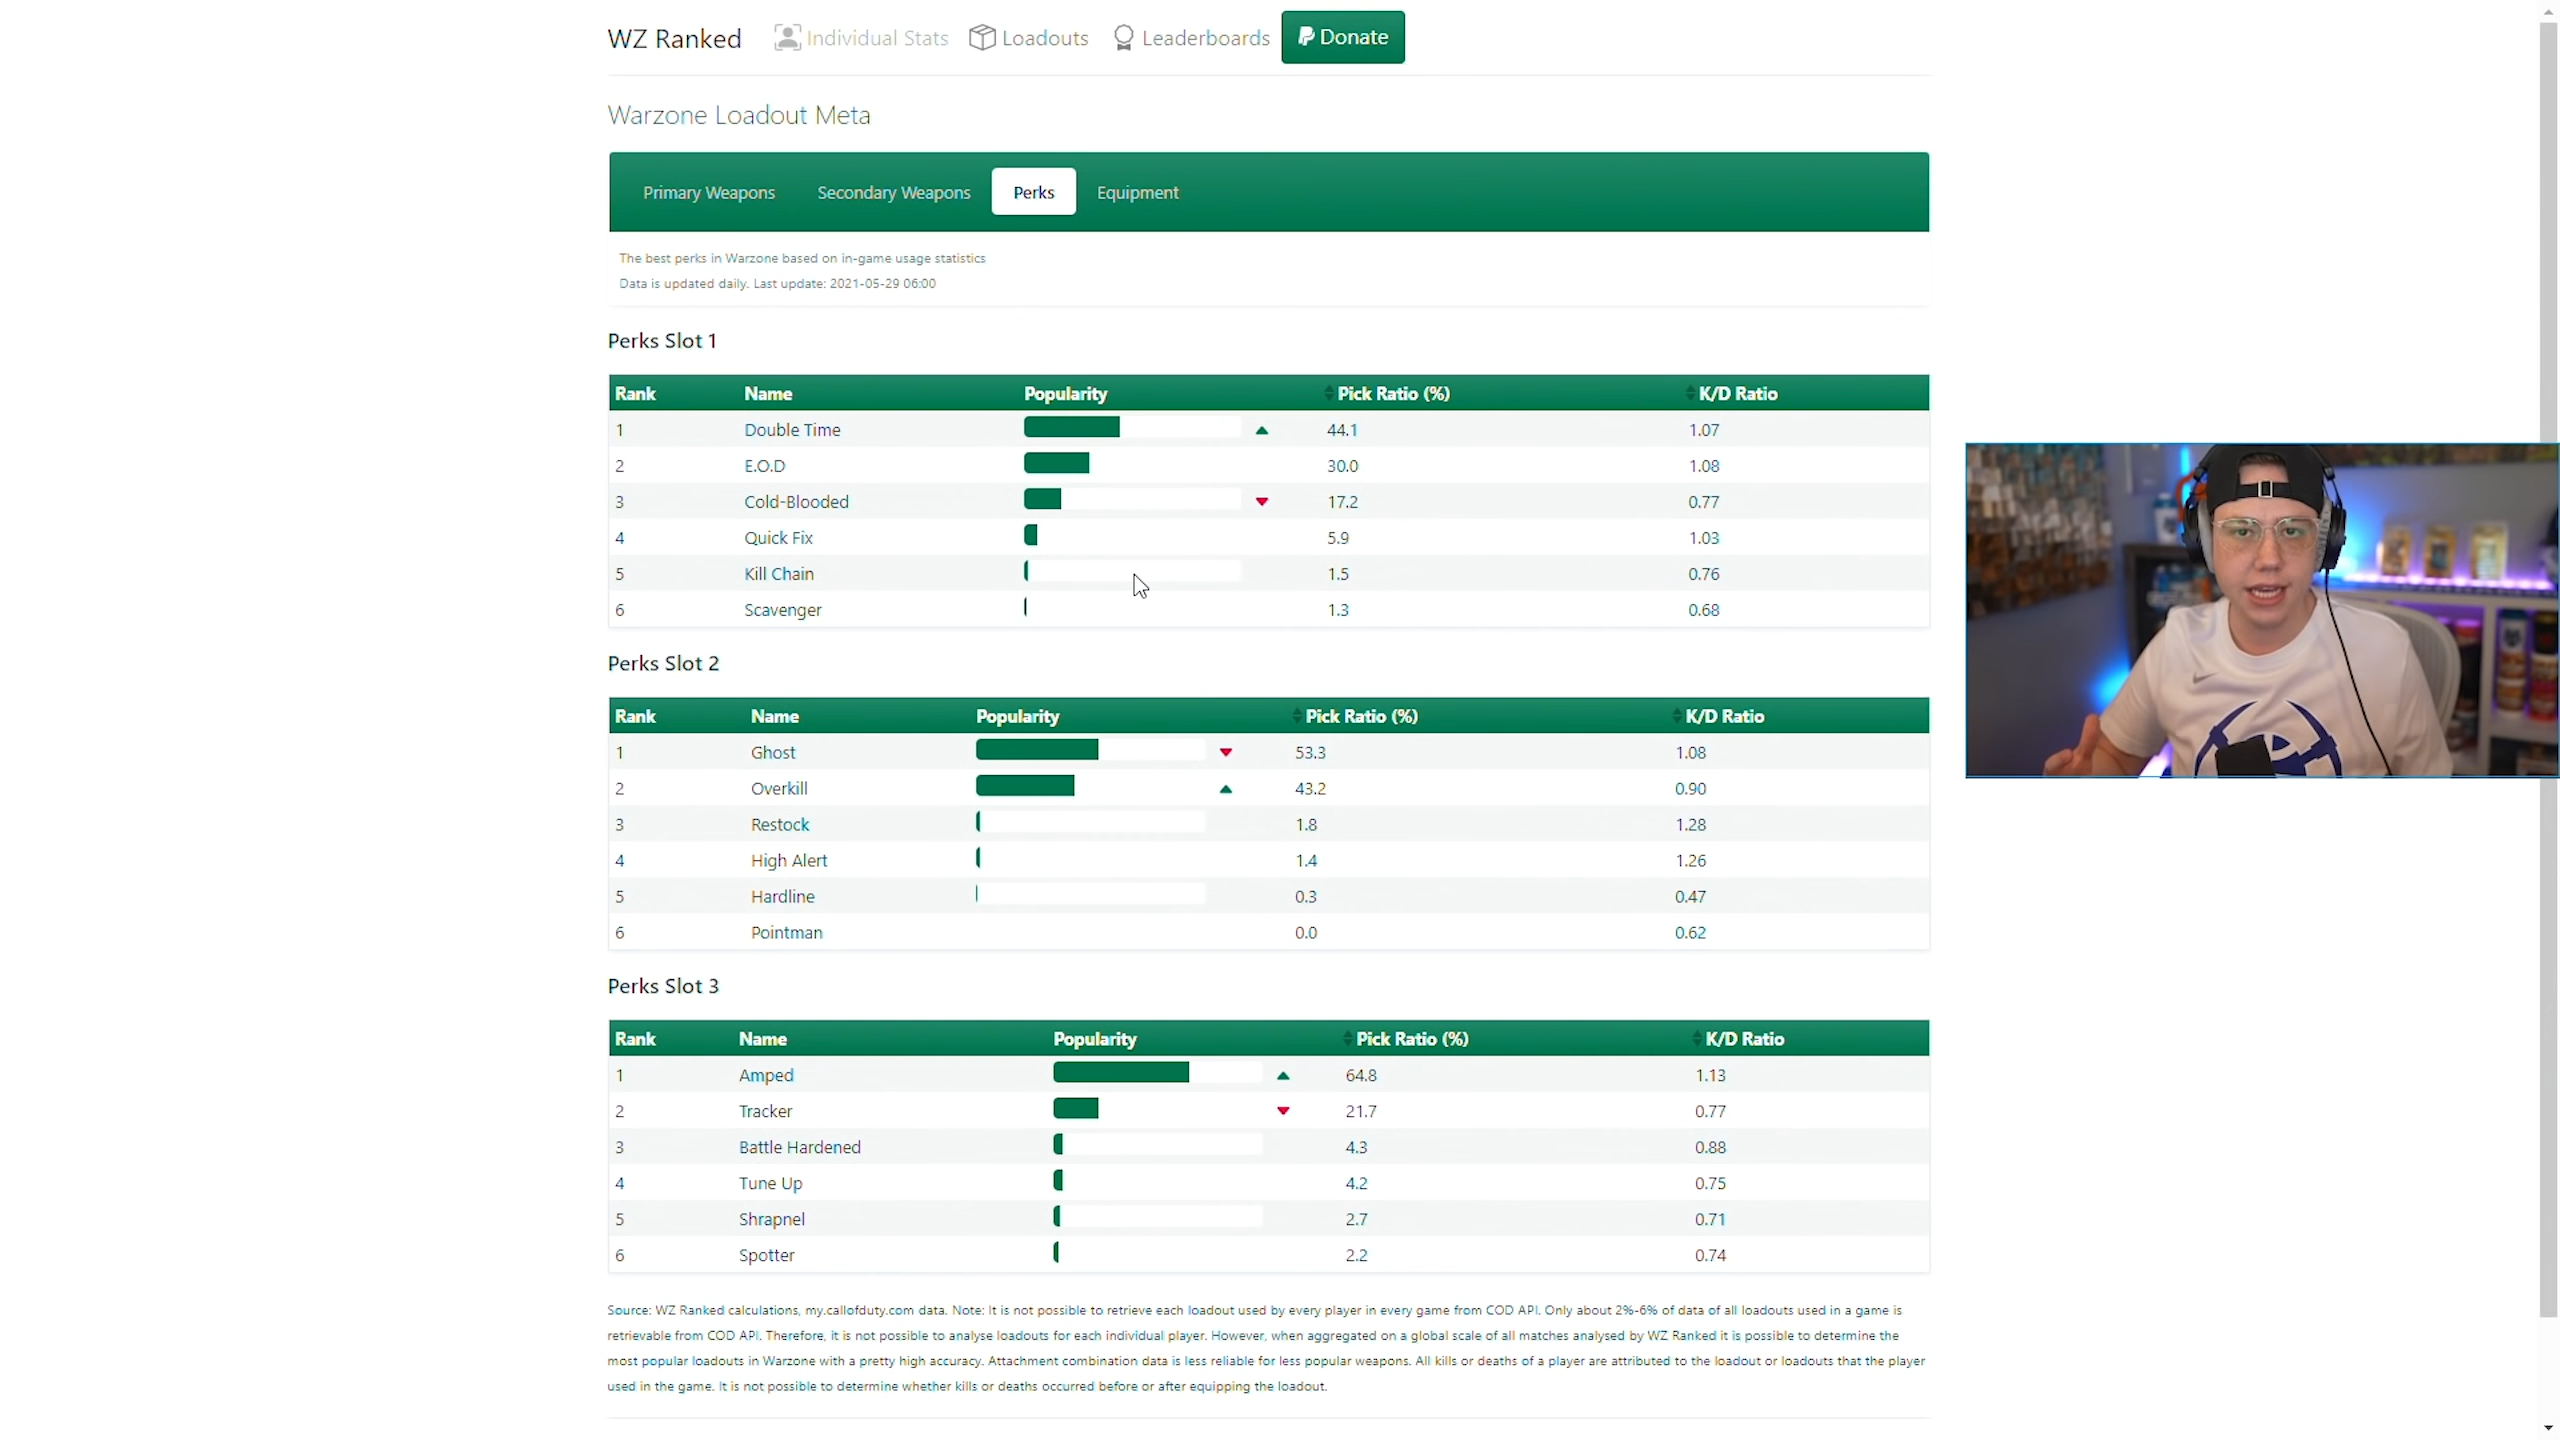 WZ Ranked Individual Stats Loadouts Leaderboards Donate
Warzone Loadout Meta
Primary Weapons Secondary Weapons Perks Equipment
The best perks in Warzone based on in-game usage statistics
Data is updated daily. Last update: 2021-05-29 06:00
Perks Slot 1
Rank Name Popularity Pick Ratio (%) K/D Ratio
1 Double Time 44.1 1.07
2 E.O.D 30.0 1.08
3 Cold-Blooded 17.2 0.77
4 Quick Fix 5.9 1.03
5 Kill Chain 1.5 0.76
6 Scavenger 1.3 0.68
Perks Slot 2
Rank Name Popularity Pick Ratio (%) K/D Ratio
1 Ghost 53.3 1.08
2 Overkill 43.2 0.90
3 Restock 1.8 1.28
4 High Alert 1.4 1.26
5 Hardline 0.3 0.47
6 Pointman 0.0 0.62
Perks Slot 3
Rank Name Popularity Pick Ratio (%) K/D Ratio
1 Amped 64.8 1.13
2 Tracker 21.7 0.77
3 Battle Hardened 4.3 0.88
4 Tune Up 4.2 0.75
5 Shrapnel 2.7 0.71
6 Spotter 2.2 0.74
Source: WZ Ranked calculations, my.callofduty.com data. Note: It is not possible to retrieve each loadout used by every player in every game from COD API. Only about 2%-6% of data of all loadouts used in a game is
retrievable from COD API. Therefore, it is not possible to analyse loadouts for each individual player. However, when aggregated on a global scale of all matches analysed by WZ Ranked it is possible to determine the
most popular loadouts in Warzone with a pretty high accuracy. Attachment combination data is less reliable for less popular weapons. All kills or deaths of a player are attributed to the loadout or loadouts that the player
used in the game. It is not possible to determine whether kills or deaths occurred before or after equipping the loadout.